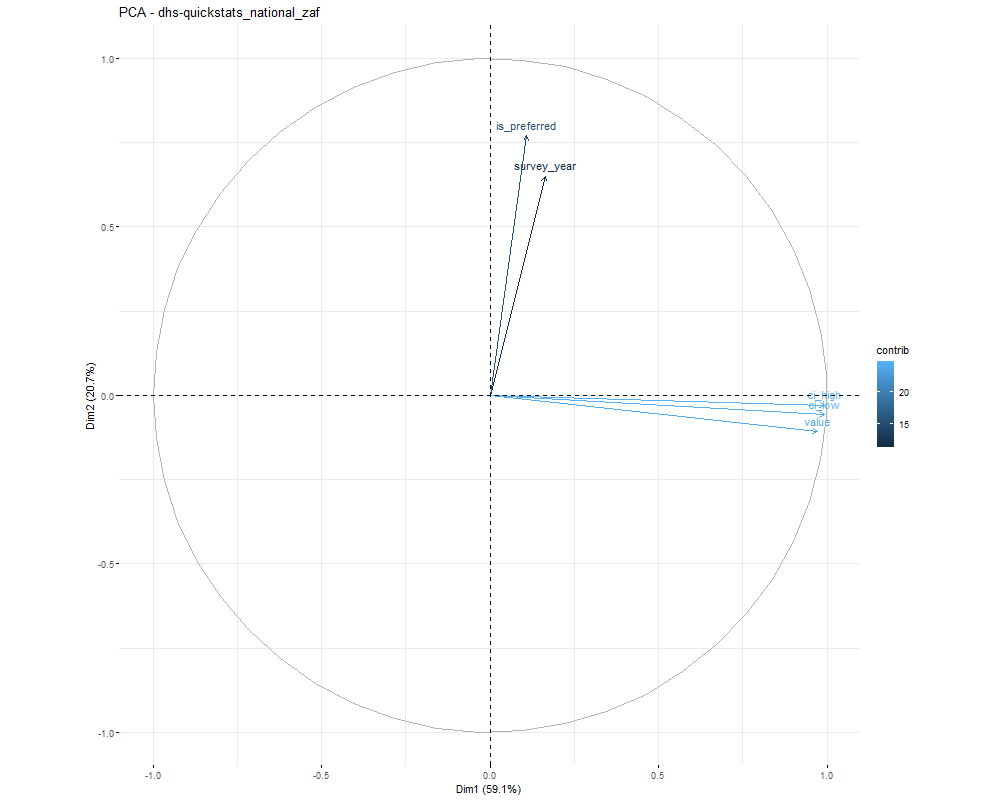 PCA - dhs-quickstats_national_zaf
is_preferred
survey_year
ci_high
ci_low
value
1.0
0.5
0.0
-0.5
-1.0
Dim2 (20.7%)
-1.0
-0.5
0.0
0.5
1.0
Dim1 (59.1%)
contrib
20
15